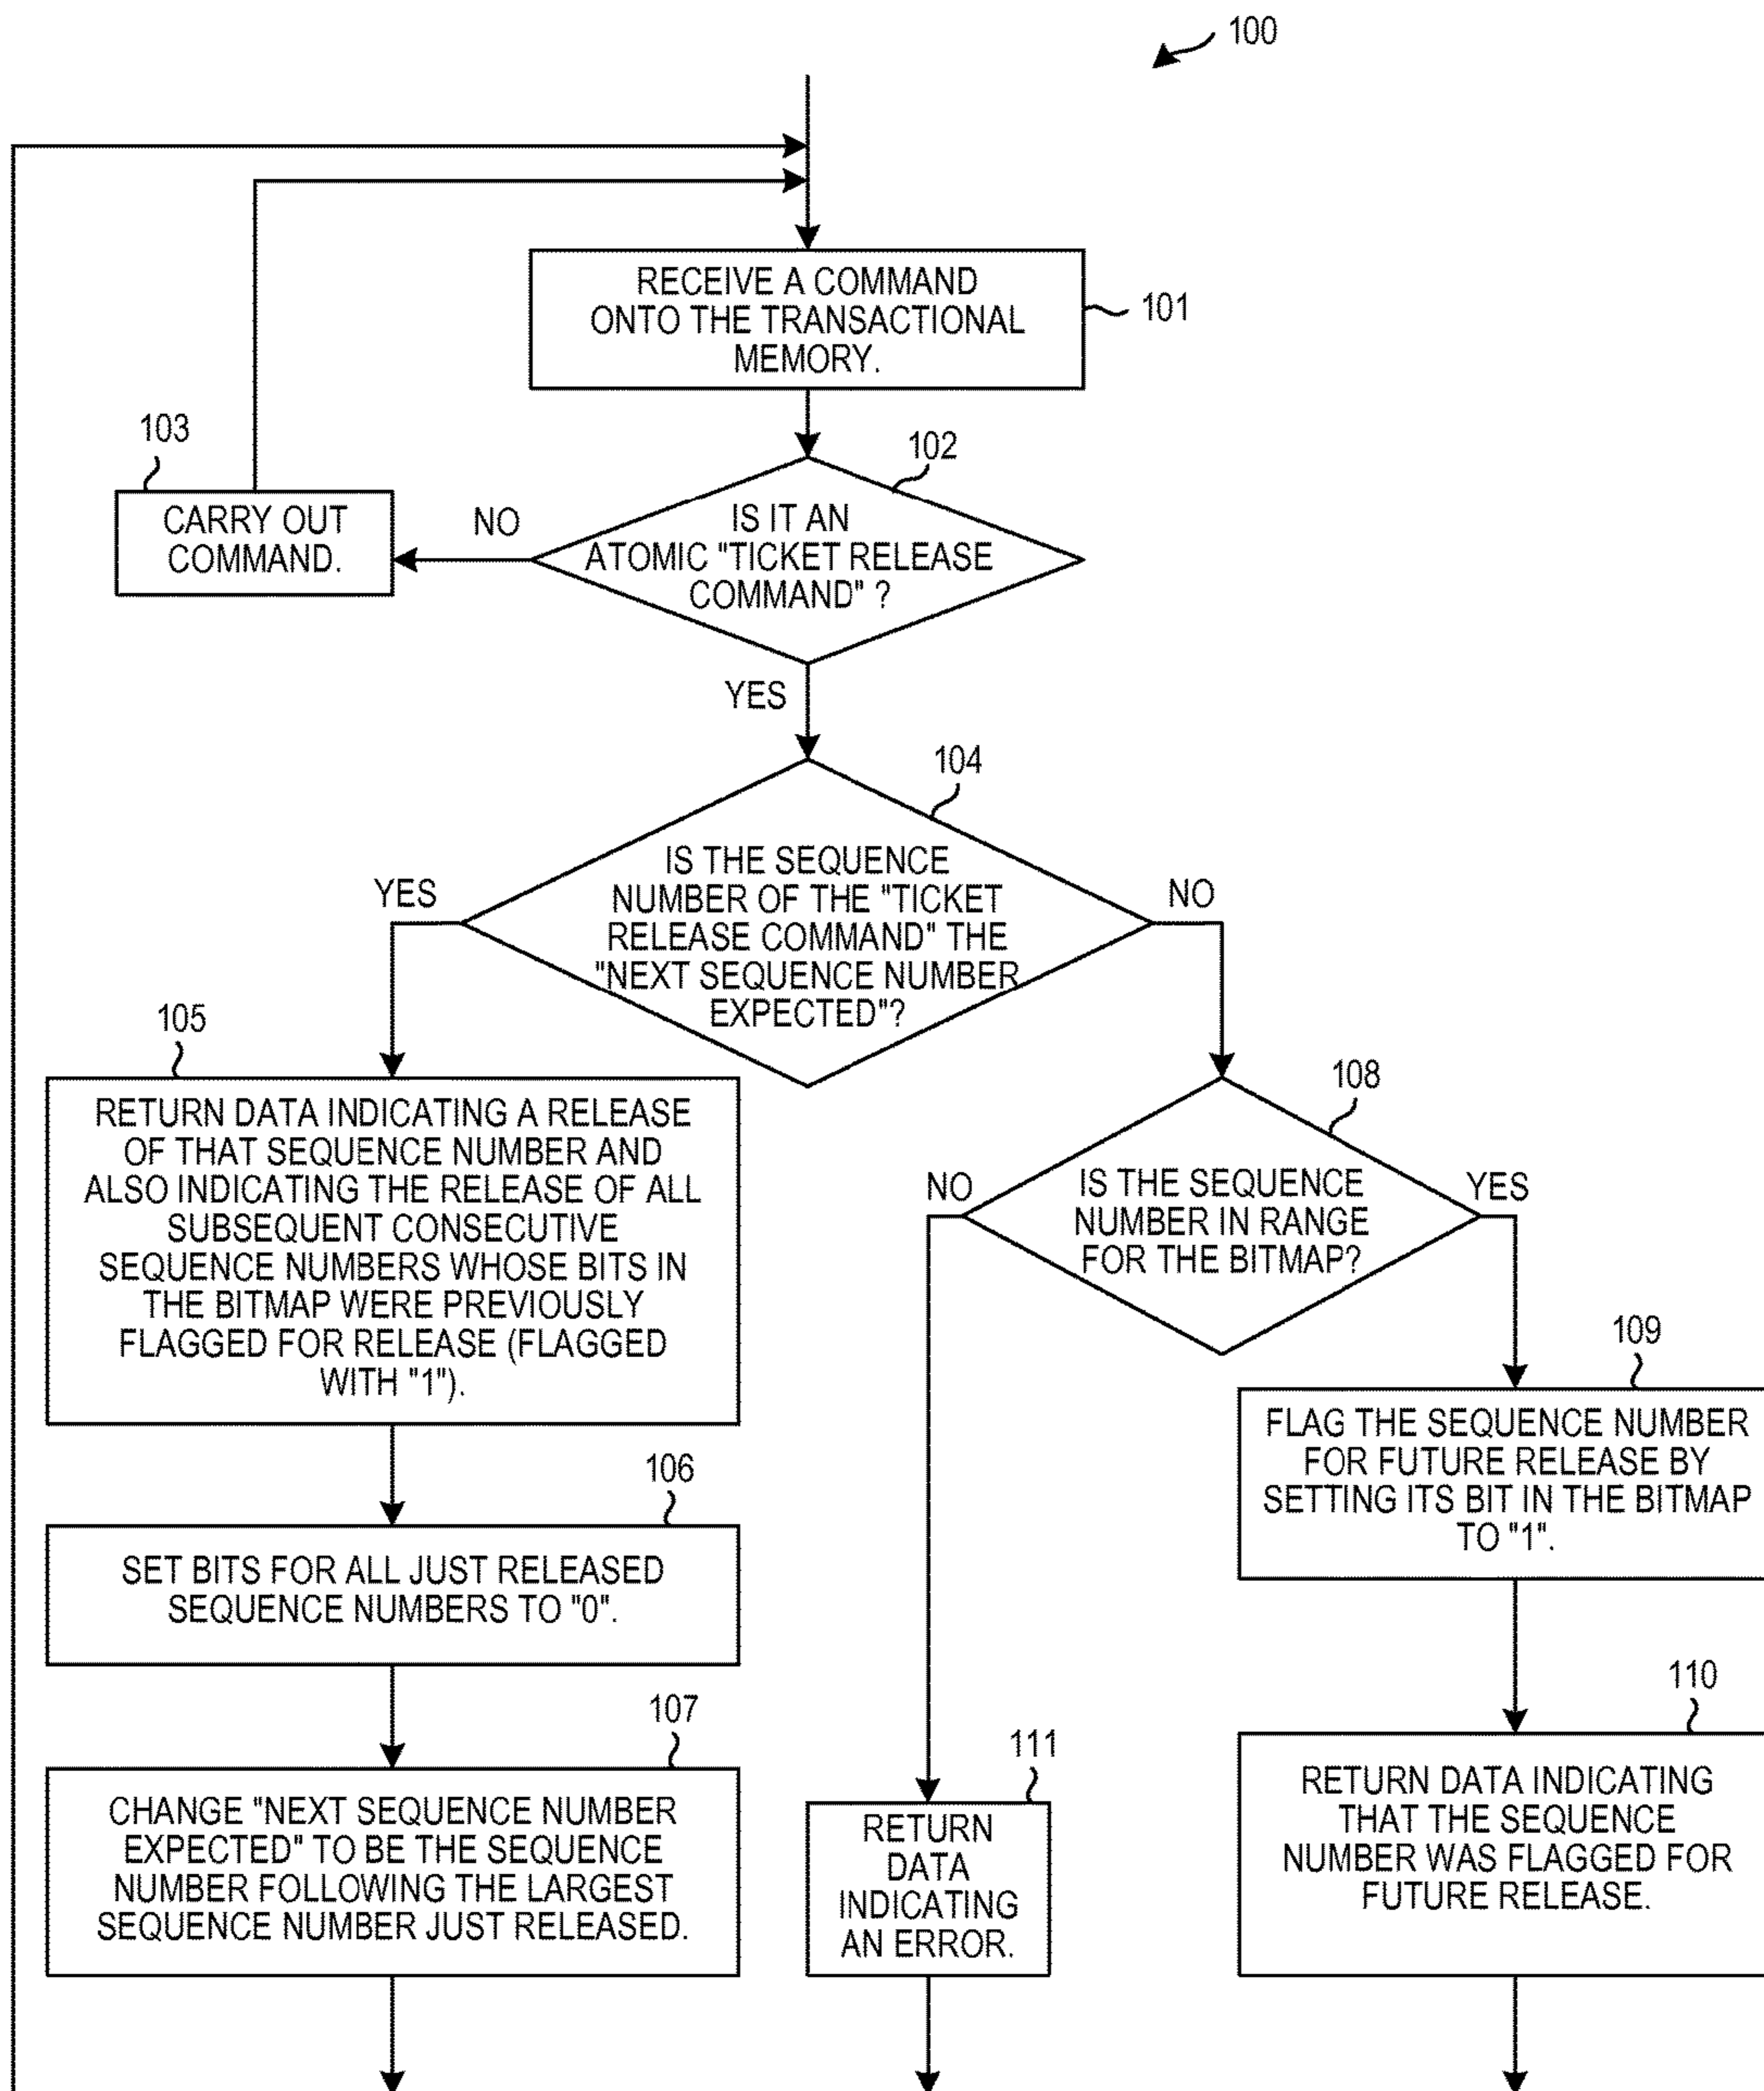 100
RECEIVE A COMMAND
ONTO THE TRANSACTIONAL
MEMORY.
101
102
IS IT AN
ATOMIC "TICKET RELEASE
COMMAND" ?
NO
103
CARRY OUT
COMMAND.
YES
104
IS THE SEQUENCE
NUMBER OF THE "TICKET
RELEASE COMMAND" THE
"NEXT SEQUENCE NUMBER
EXPECTED"?
YES
NO
105
RETURN DATA INDICATING A RELEASE
OF THAT SEQUENCE NUMBER AND
ALSO INDICATING THE RELEASE OF ALL
SUBSEQUENT CONSECUTIVE
SEQUENCE NUMBERS WHOSE BITS IN
THE BITMAP WERE PREVIOUSLY
FLAGGED FOR RELEASE (FLAGGED
WITH "1").
106
SET BITS FOR ALL JUST RELEASED
SEQUENCE NUMBERS TO "0".
107
CHANGE "NEXT SEQUENCE NUMBER
EXPECTED" TO BE THE SEQUENCE
NUMBER FOLLOWING THE LARGEST
SEQUENCE NUMBER JUST RELEASED.
108
IS THE SEQUENCE
NUMBER IN RANGE
FOR THE BITMAP?
NO
YES
109
FLAG THE SEQUENCE NUMBER
FOR FUTURE RELEASE BY
SETTING ITS BIT IN THE BITMAP
TO "1".
110
RETURN DATA INDICATING
THAT THE SEQUENCE
NUMBER WAS FLAGGED FOR
FUTURE RELEASE.
111
RETURN
DATA
INDICATING
AN ERROR.